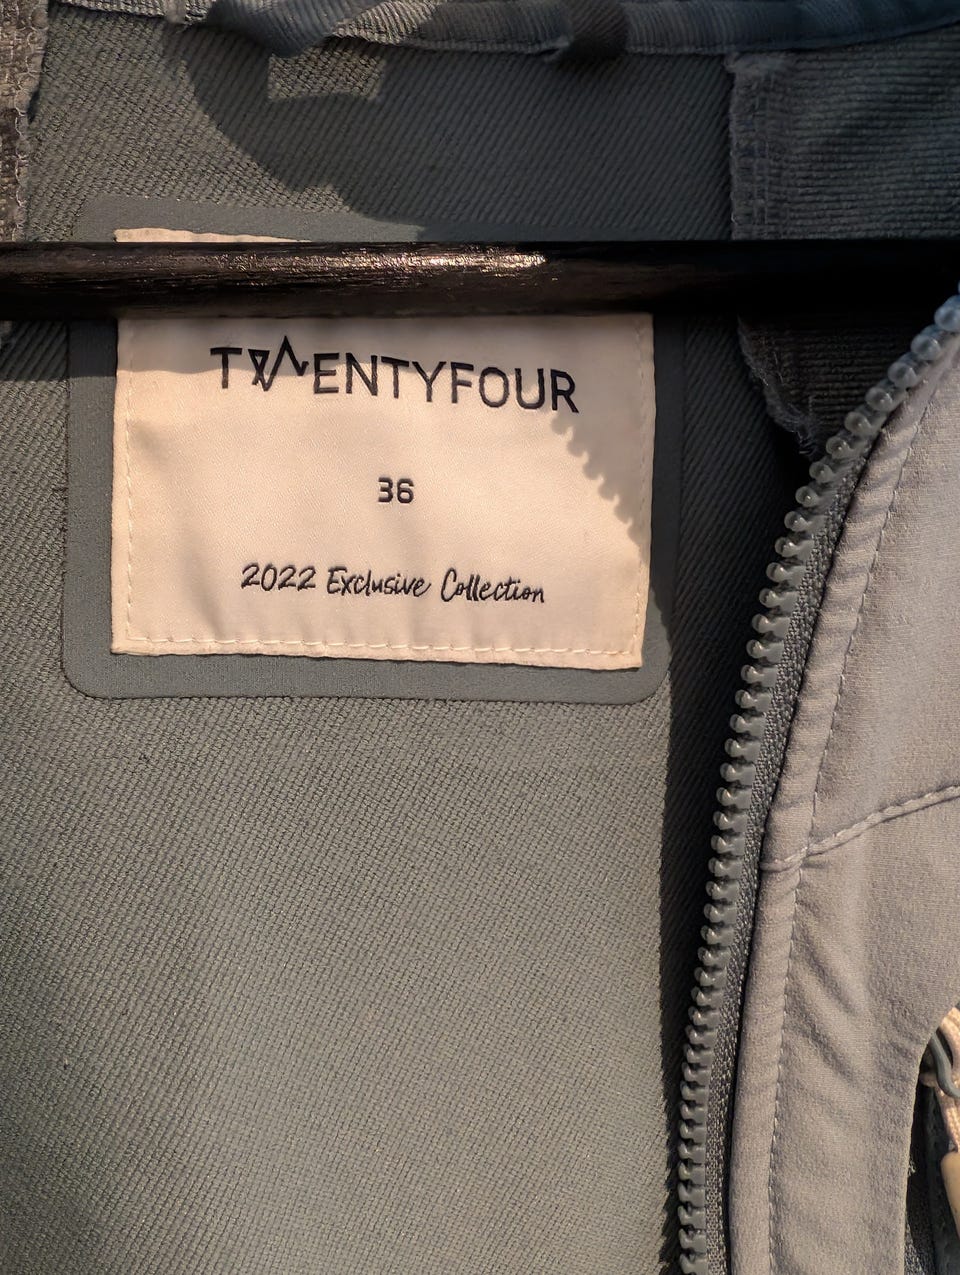 TWENTYFOUR
36
2022 Exclusive Collection